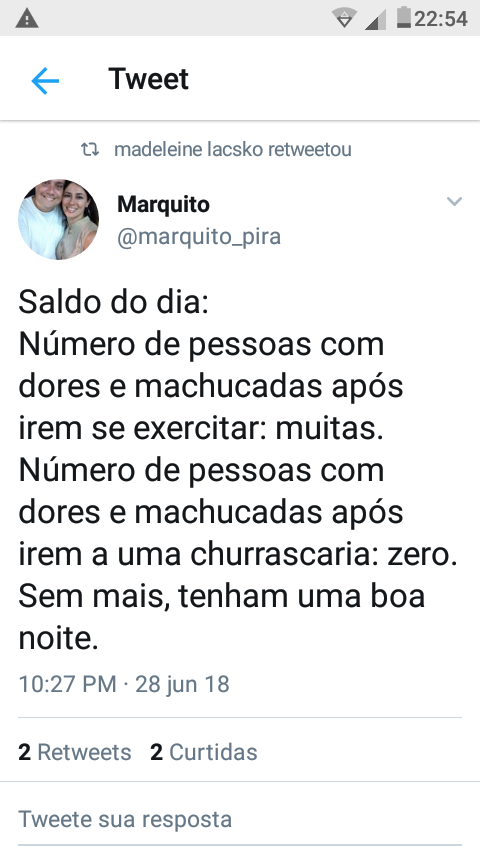 22:54
Tweet
madeleine lacsko retweetou
Marquito
@marquito_pira
Saldo do dia:
Número de pessoas com
dores e machucadas após
irem se exercitar: muitas.
Número de pessoas com
dores e machucadas após
irem a uma churrascaria: zero.
Sem mais, tenham uma boa
noite.
10:27 PM · 28 jun 18
2 Retweets 2 Curtidas
Tweete sua resposta